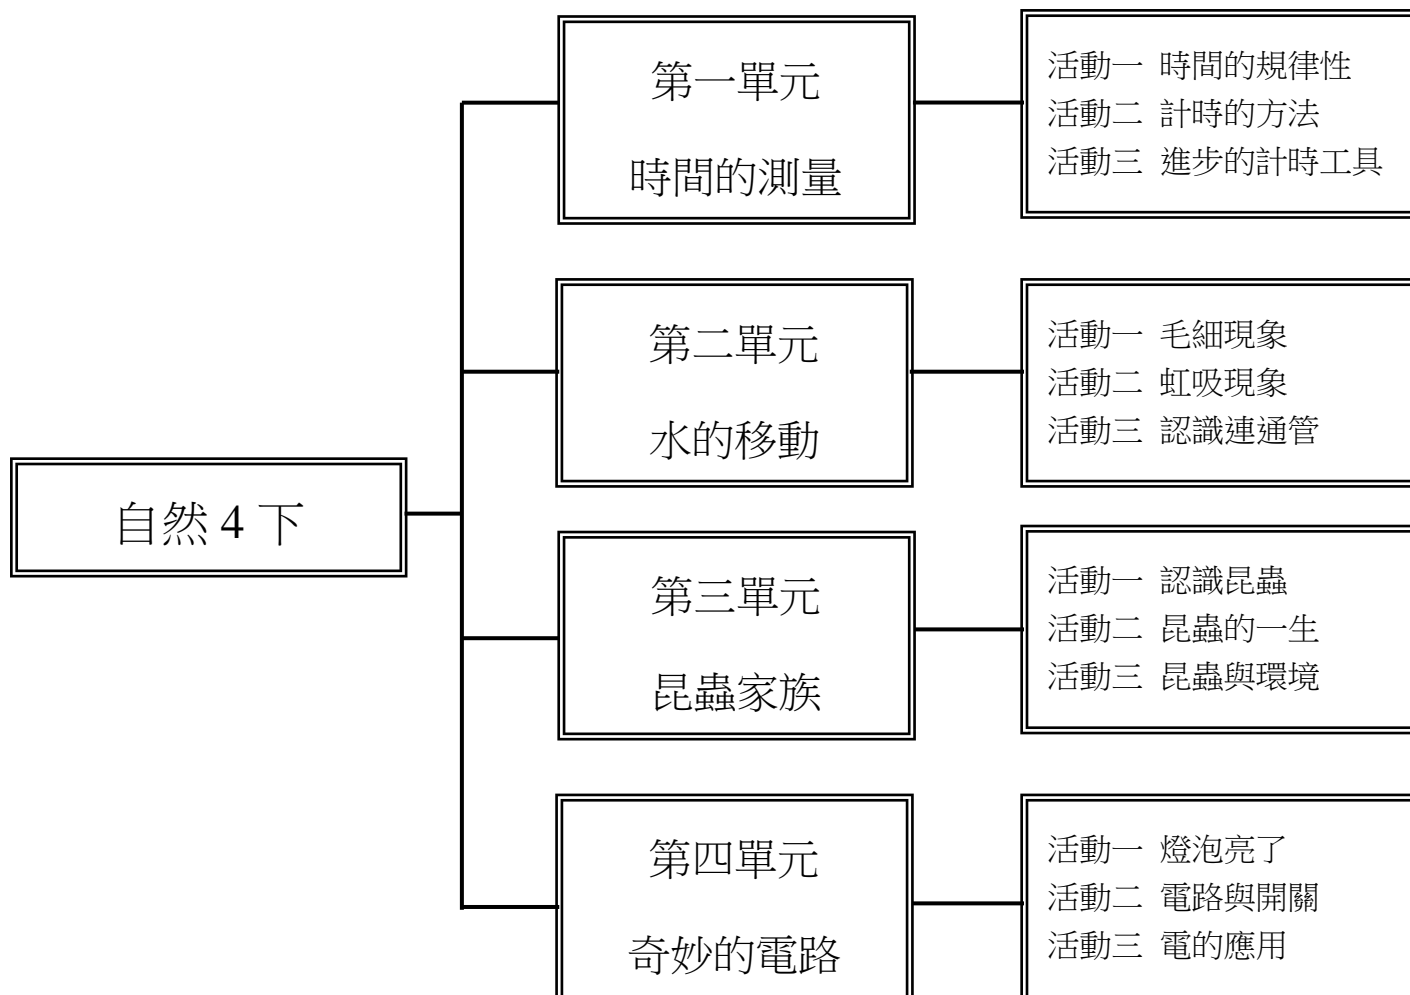 自然 4 下
第一單元
時間的測量
活動一 時間的規律性
活動二 計時的方法
活動三 進步的計時工具
第二單元
水的移動
活動一 毛細現象
活動二 虹吸現象
活動三 認識連通管
第三單元
昆蟲家族
活動一 認識昆蟲
活動二 昆蟲的一生
活動三 昆蟲與環境
第四單元
奇妙的電路
活動一 燈泡亮了
活動二 電路與開關
活動三 電的應用